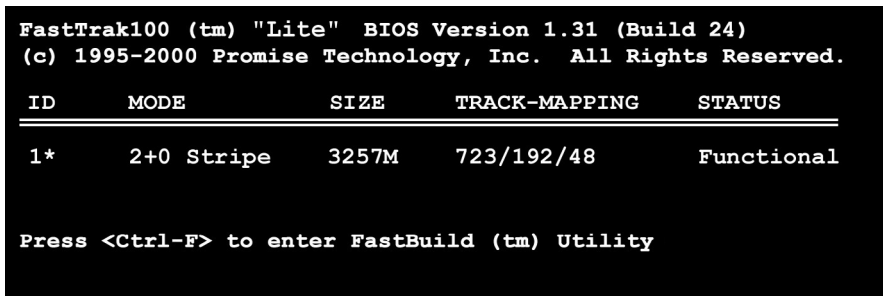 FastTrak100 (tm) "Lite" BIOS Version 1.31 (Build 24)
(c) 1995-2000 Promise Technology, Inc. All Rights Reserved.
ID MODE SIZE TRACK-MAPPING STATUS
1* 2+0 Stripe 3257M 723/192/48 Functional
Press <Ctrl-F> to enter FastBuild (tm) Utility